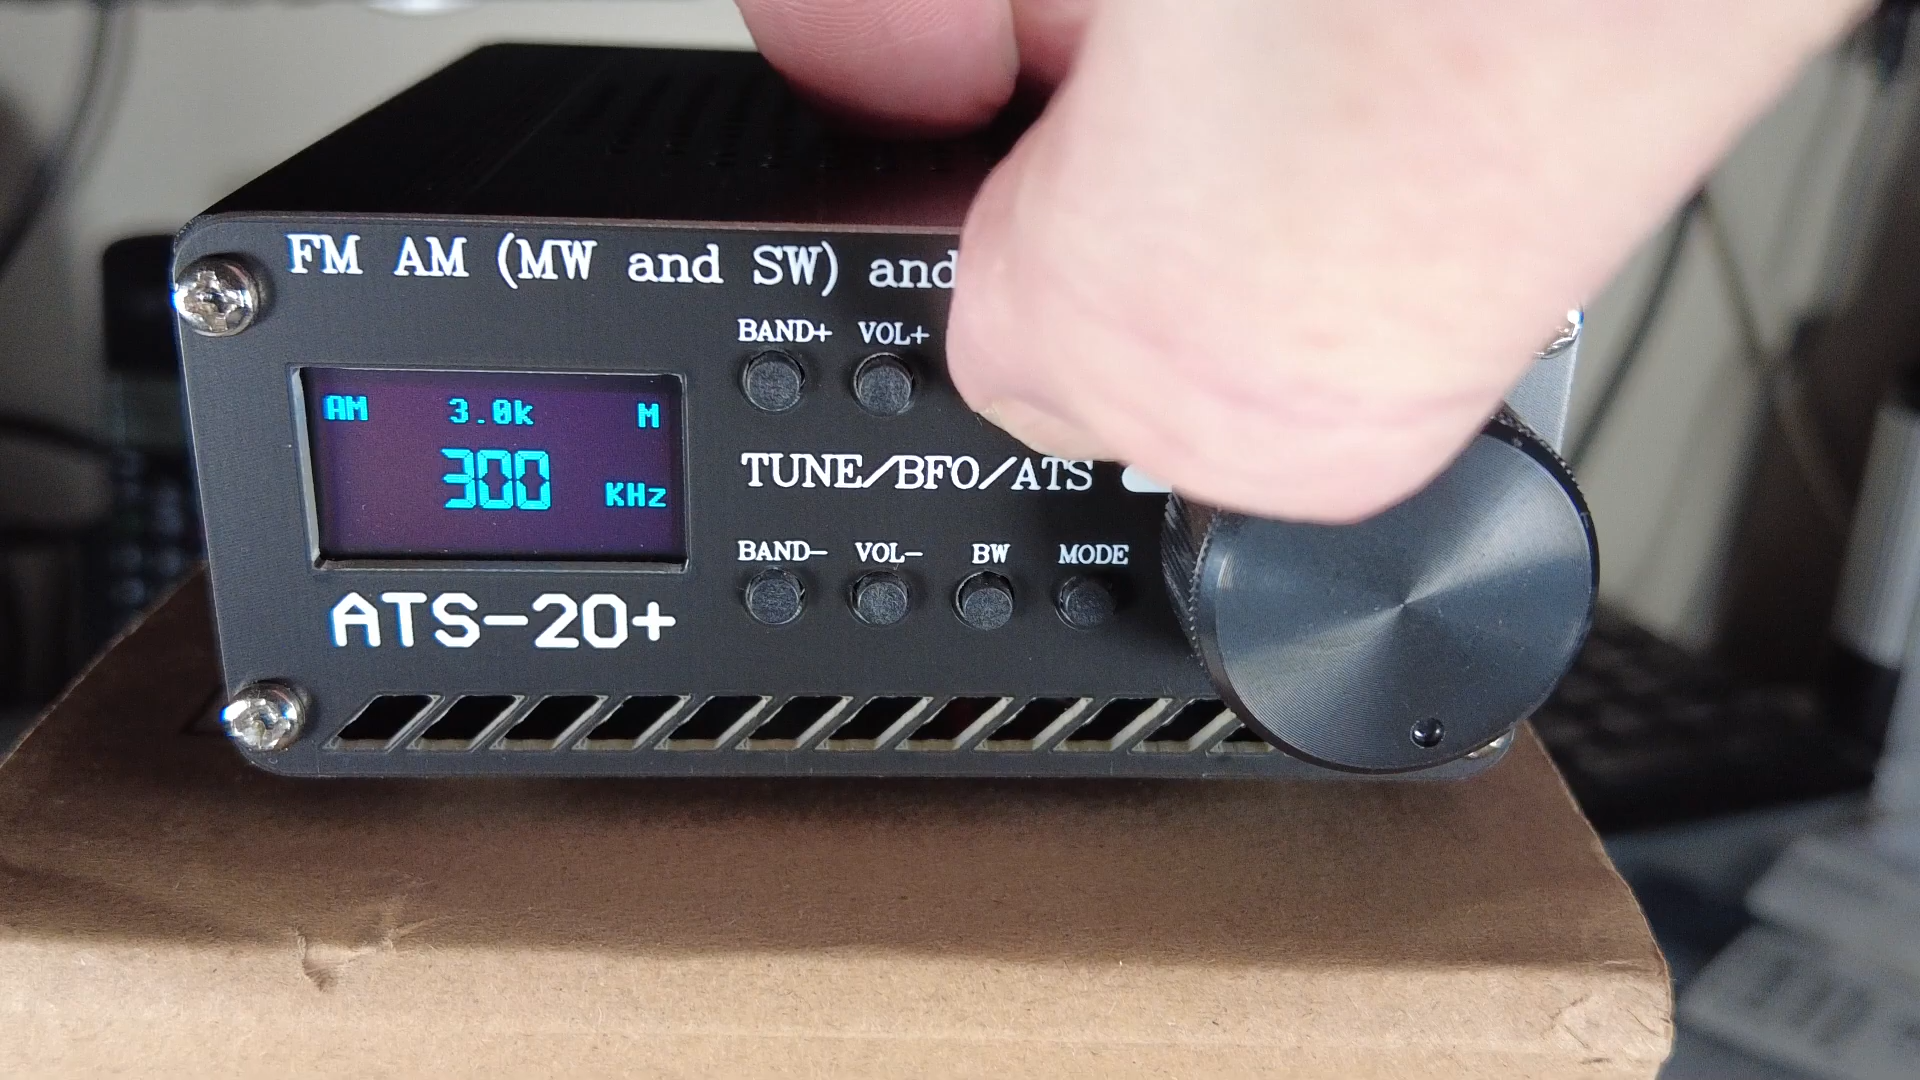 FM AM (MW and SW) and
BAND+ VOL+
AM 3.0k M
300 KHz
TUNE/BFO/ATS
BAND- VOL- BW MODE
ATS-20+